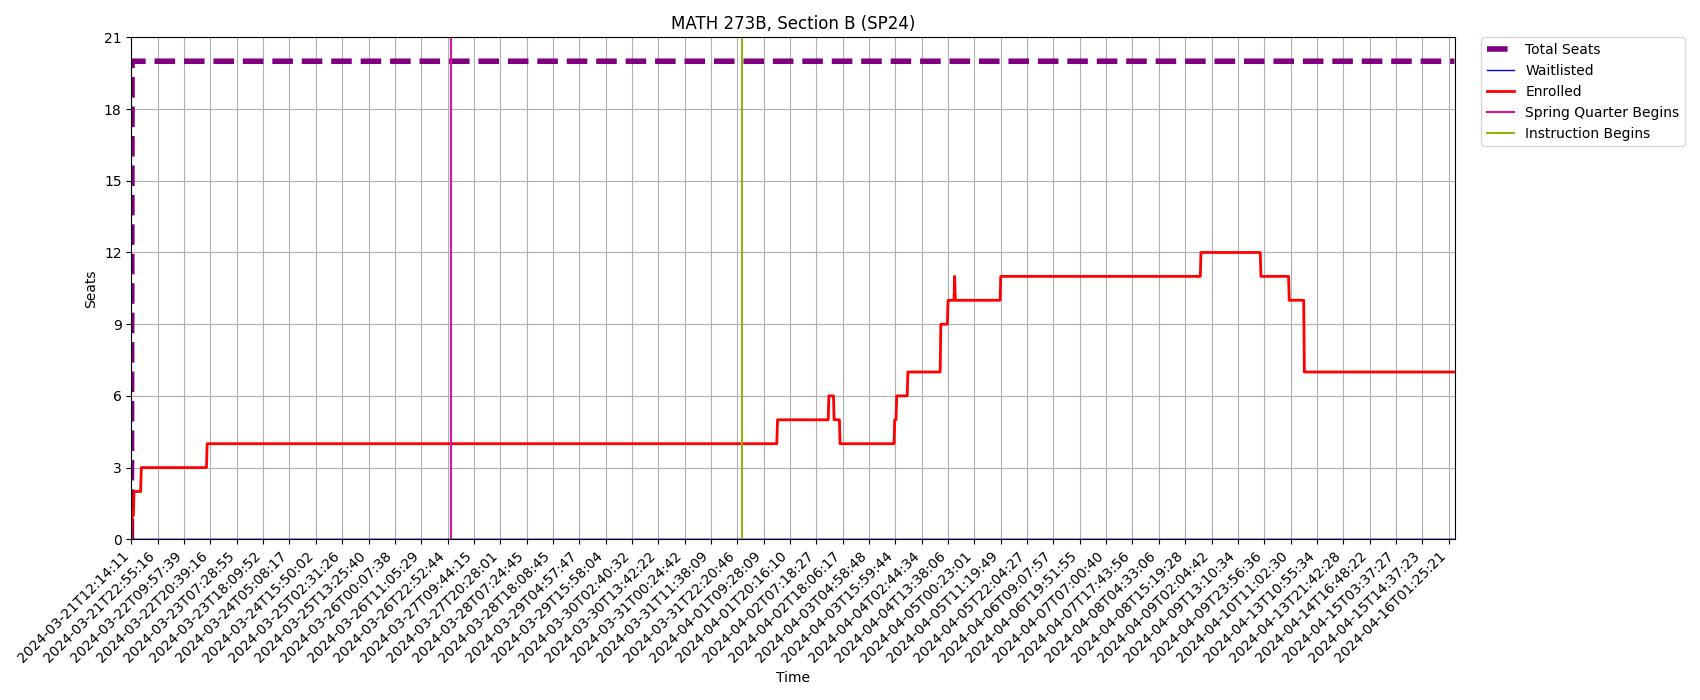 MATH 273B, Section B (SP24)
Total Seats
Waitlisted
Enrolled
Spring Quarter Begins
Instruction Begins
Seats
21
18
15
12
9
6
3
0
2024-03-21T12:14:11
2024-03-21T22:55:16
2024-03-22T09:57:39
2024-03-22T20:39:16
2024-03-23T07:28:55
2024-03-23T18:09:52
2024-03-24T05:08:17
2024-03-24T15:50:02
2024-03-25T02:31:26
2024-03-25T13:25:40
2024-03-26T00:07:38
2024-03-26T11:05:29
2024-03-26T22:52:44
2024-03-27T09:44:15
2024-03-27T20:28:01
2024-03-28T07:24:45
2024-03-28T18:08:45
2024-03-29T04:57:47
2024-03-29T15:58:04
2024-03-30T02:40:32
2024-03-30T13:42:22
2024-03-31T00:24:42
2024-03-31T11:38:09
2024-03-31T22:20:46
2024-04-01T09:28:09
2024-04-01T20:16:10
2024-04-02T07:18:27
2024-04-02T18:06:17
2024-04-03T04:58:48
2024-04-03T15:59:44
2024-04-04T02:44:34
2024-04-04T13:38:06
2024-04-05T00:23:01
2024-04-05T11:19:49
2024-04-05T22:04:27
2024-04-06T09:07:57
2024-04-06T19:51:55
2024-04-07T07:00:40
2024-04-07T17:43:56
2024-04-08T04:33:06
2024-04-08T15:19:28
2024-04-09T02:04:42
2024-04-09T13:10:34
2024-04-09T23:56:36
2024-04-10T11:02:30
2024-04-13T10:55:34
2024-04-13T21:42:28
2024-04-14T16:48:22
2024-04-15T03:37:27
2024-04-15T14:37:23
2024-04-16T01:25:21
Time